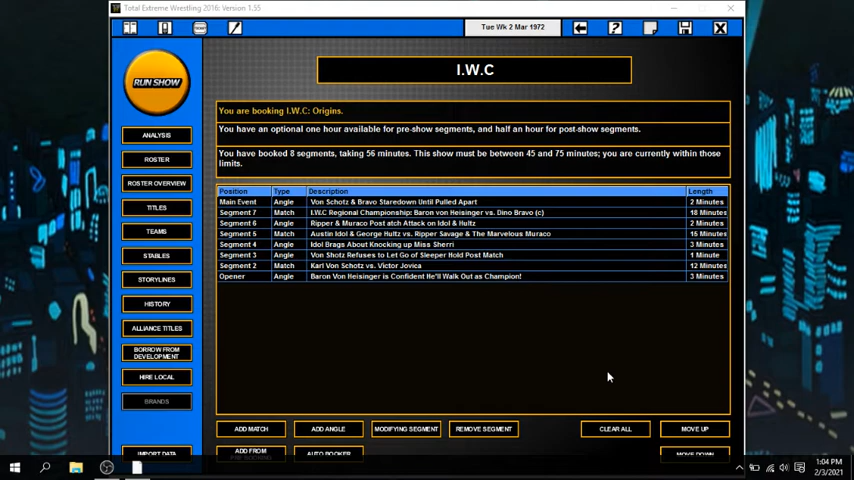 Total Extreme Wrestling 2016: Version 1.55
Tue Wk 2 Mar 1972
RUN SHOW
I.W.C
You are booking I.W.C: Origins.
You have an optional one hour available for pre-show segments, and half an hour for post-show segments.
You have booked 8 segments, taking 56 minutes. This show must be between 45 and 75 minutes; you are currently within those
limits.
ANALYSIS
ROSTER
ROSTER OVERVIEW
TITLES
TEAMS
STABLES
STORYLINES
HISTORY
ALLIANCE TITLES
BORROW FROM
DEVELOPMENT
HIRE LOCAL
BRANDS
IMPORT DATA
Position Type Description Length
Main Event Angle Von Schotz & Bravo Staredown Until Pulled Apart 2 Minutes
Segment 7 Match I.W.C Regional Championship: Baron von Heisinger vs. Dino Bravo (c) 18 Minutes
Segment 6 Angle Ripper & Muraco Post atch Attack on Idol & Hultz 2 Minutes
Segment 5 Match Austin Idol & George Hultz vs. Ripper Savage & The Marvelous Muraco 15 Minutes
Segment 4 Angle Idol Brags About Knocking up Miss Sherri 3 Minutes
Segment 3 Angle Von Shotz Refuses to Let Go of Sleeper Hold Post Match 1 Minute
Segment 2 Match Karl Von Schotz vs. Victor Jovica 12 Minutes
Opener Angle Baron Von Heisinger is Confident He'll Walk Out as Champion! 3 Minutes
ADD MATCH ADD ANGLE MODIFYING SEGMENT REMOVE SEGMENT CLEAR ALL MOVE UP
ADD FROM
PRE-BOOKING AUTO BOOKER MOVE DOWN
1:04 PM
2/3/2021